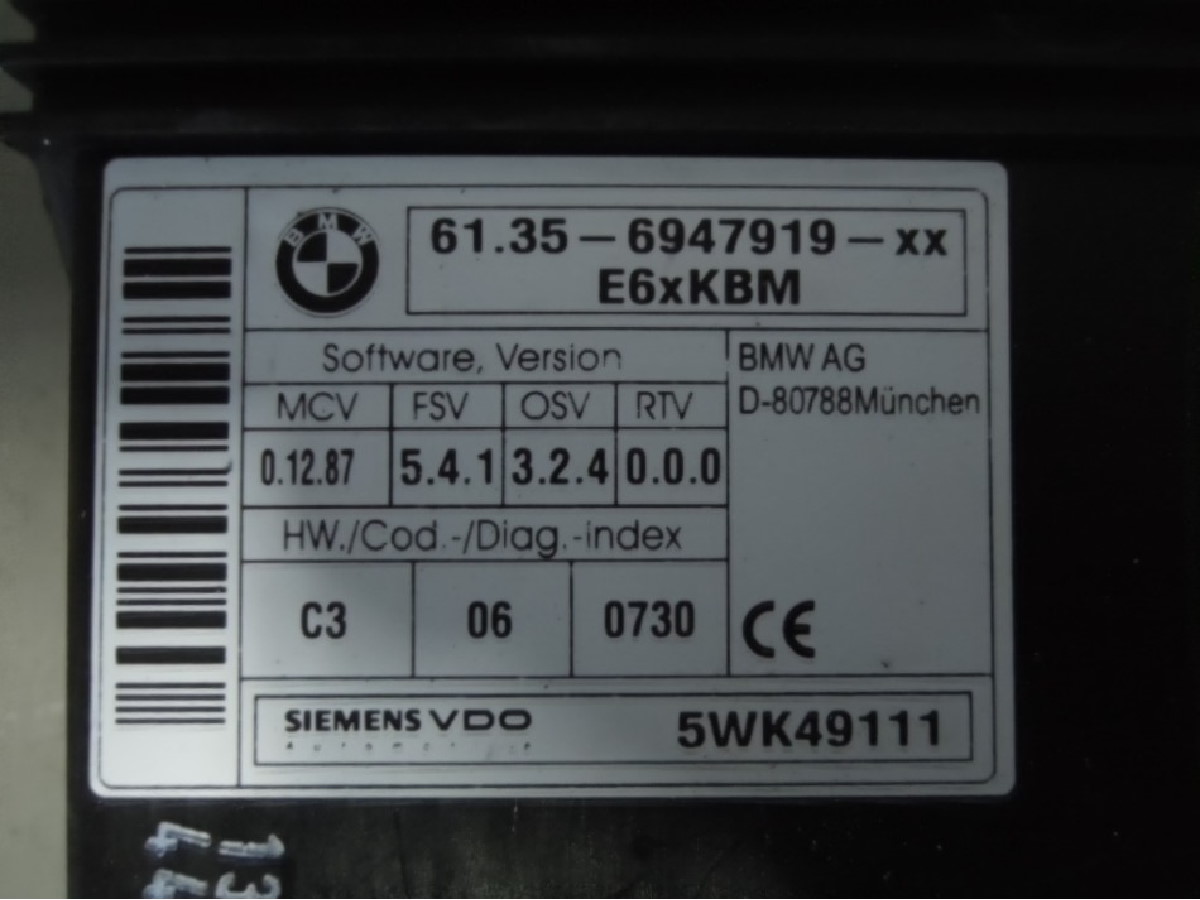 BMW
61.35-6947919-xx
E6xKBM
Software, Version
MCV FSV OSV RTV
0.12.87 5.4.1 3.2.4 0.0.0
BMW AG
D-80788München
HW./Cod.-/Diag.-index
C3 06 0730
CE
SIEMENS VDO
5WK49111